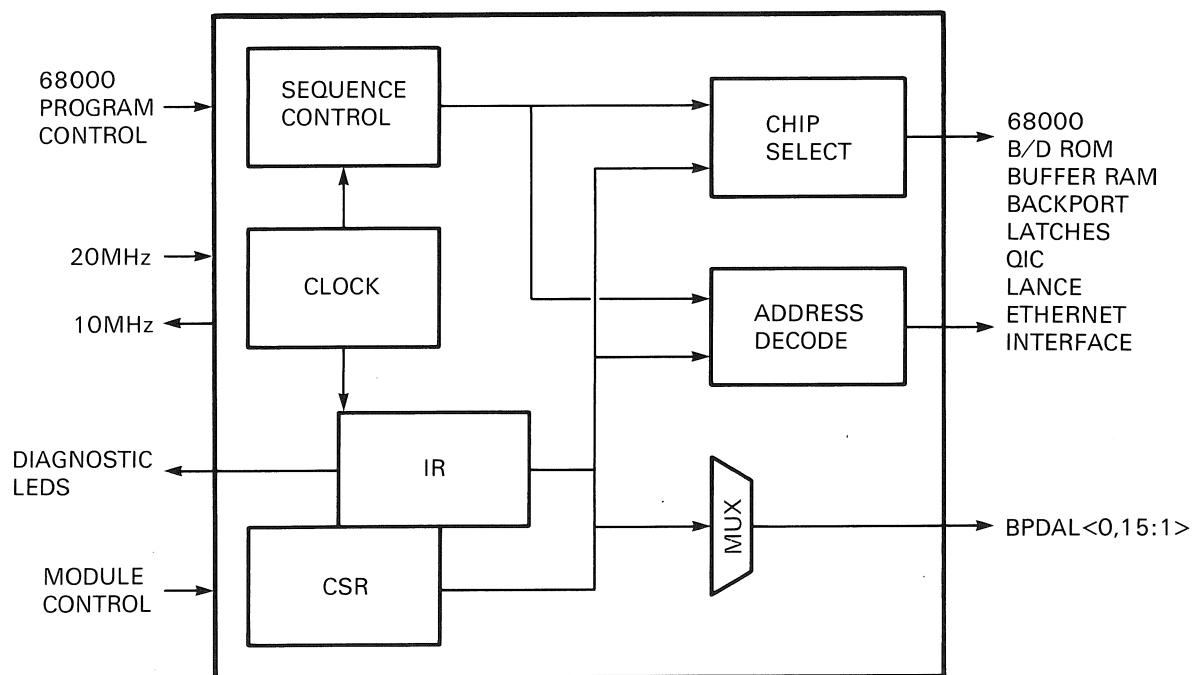 68000
PROGRAM
CONTROL
SEQUENCE
CONTROL
CHIP
SELECT
68000
B/D ROM
BUFFER RAM
BACKPORT
LATCHES
QIC
LANCE
ETHERNET
INTERFACE
20MHz
10MHz
CLOCK
ADDRESS
DECODE
DIAGNOSTIC
LEDS
IR
MUX
BPDAL<0,15:1>
MODULE
CONTROL
CSR